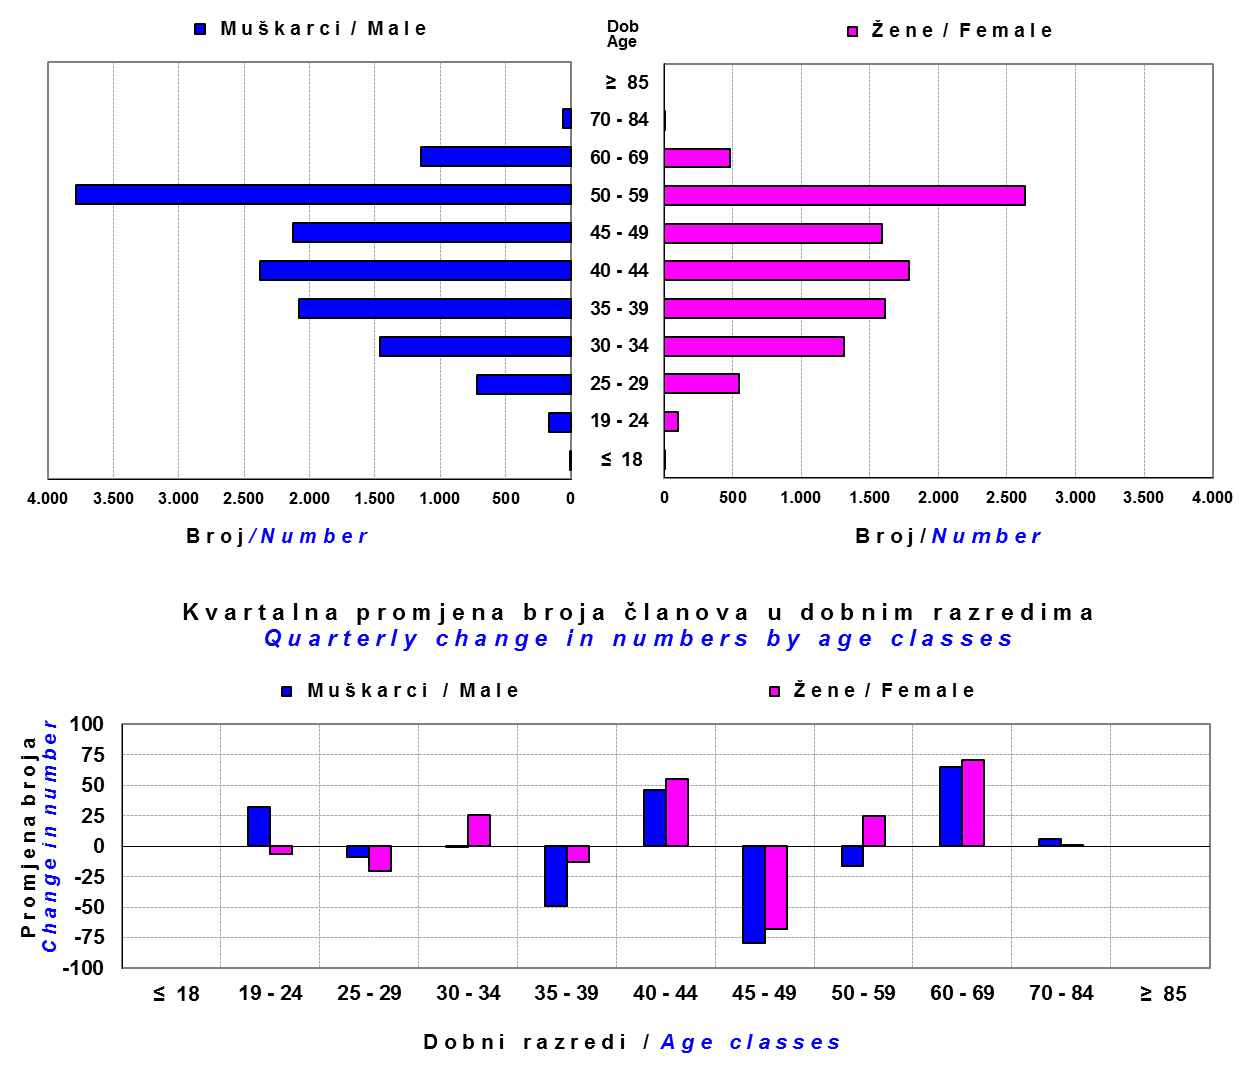 Muškarci / Male
Dob
Age
Žene / Female
≥ 85
70 - 84
60 - 69
50 - 59
45 - 49
40 - 44
35 - 39
30 - 34
25 - 29
19 - 24
≤ 18
4.000 3.500 3.000 2.500 2.000 1.500 1.000 500 0
0 500 1.000 1.500 2.000 2.500 3.000 3.500 4.000
Broj/Number
Broj/Number
Kvartalna promjena broja članova u dobnim razredima
Quarterly change in numbers by age classes
Muškarci / Male
Žene / Female
Promjena broja
Change in number
100
75
50
25
0
-25
-50
-75
-100
≤ 18 19 - 24 25 - 29 30 - 34 35 - 39 40 - 44 45 - 49 50 - 59 60 - 69 70 - 84 ≥ 85
Dobni razredi / Age classes